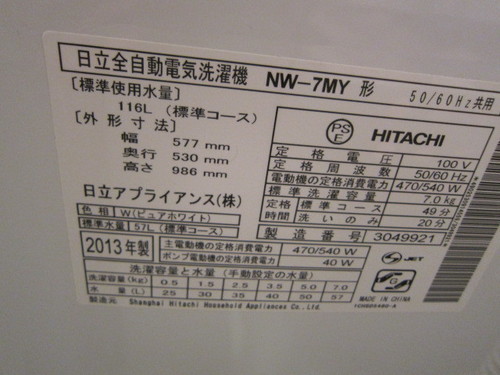 日立全自動電気洗濯機 NW-7MY 形 50/60Hz共用
〔標準使用水量〕
116L (標準コース)
〔外形寸法〕
幅 577 mm
奥行 530 mm
高さ 986 mm
日立アプライアンス(株)
色相 W(ピュアホワイト)
標準水量 57L (標準コース)
2013年製
PS E HITACHI
定格電圧 100 V
定格周波数 50/60 Hz
電動機の定格消費電力 470/540 W
標準洗濯容量 7.0 kg
定格時間 標準コース 49分
洗いのみ 20分
製造番号 3049921
主電動機の定格消費電力 470/540 W
ポンプ電動機の定格消費電力 40 W
JET
洗濯容量と水量 (手動設定の水量)
洗濯容量(kg) 0.5 1.5 2.5 3.5 5.0 7.0
水量(L) 25 30 35 40 50 57
製造元 Shanghai Hitachi Household Appliances Co.,Ltd.
G
MADE IN CHINA